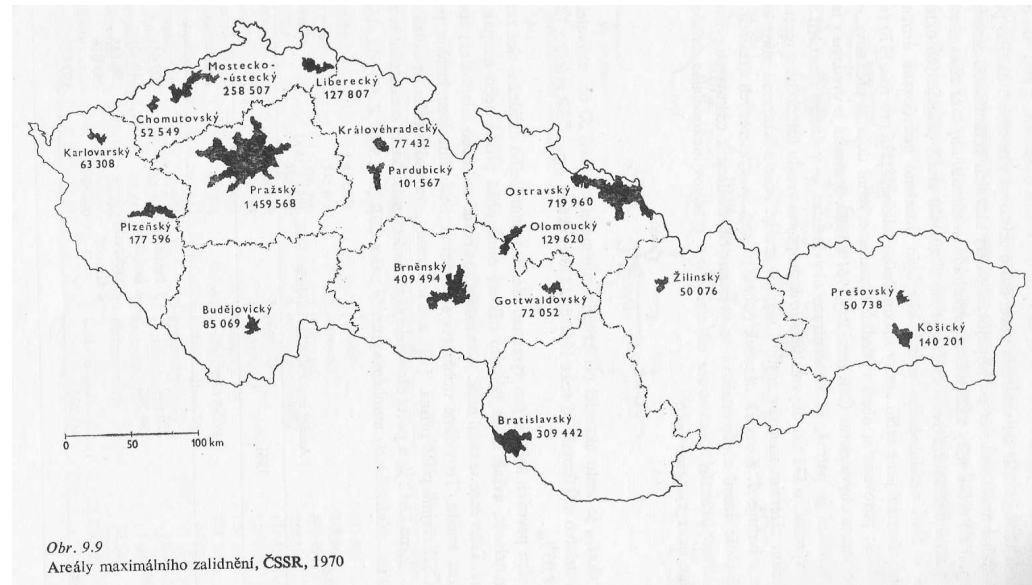 Mostecko-
-ústecký
258 507
Liberecký
127 807
Chomutovský
52 549
Karlovarský
63 308
Královéhradecký
77 432
Pardubický
101 567
Pražský
1 459 568
Ostravský
719 960
Plzeňský
177 596
Olomoucký
129 620
Brněnský
409 494
Gottwaldovský
72 052
Žilinský
50 076
Prešovský
50 738
Košický
140 201
Budějovický
85 069
Bratislavský
309 442
0 50 100 km
Obr. 9.9
Areály maximálního zalidnění, ČSSR, 1970